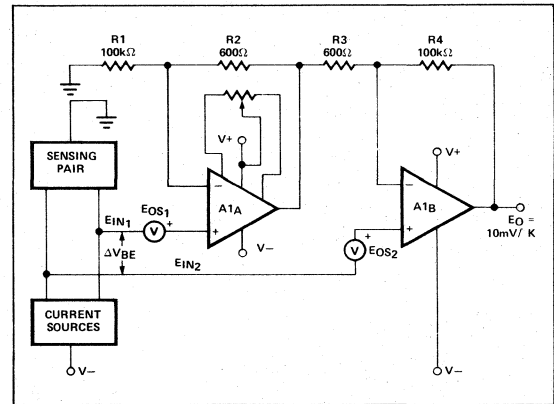 R1
100kΩ
R2
600Ω
R3
600Ω
R4
100kΩ
V+
SENSING
PAIR
A1A
V+
A1B
EIN1
EOS1
V
V−
ΔVBE
EIN2
V
EOS2
EO =
10mV/ K
CURRENT
SOURCES
V−
V−